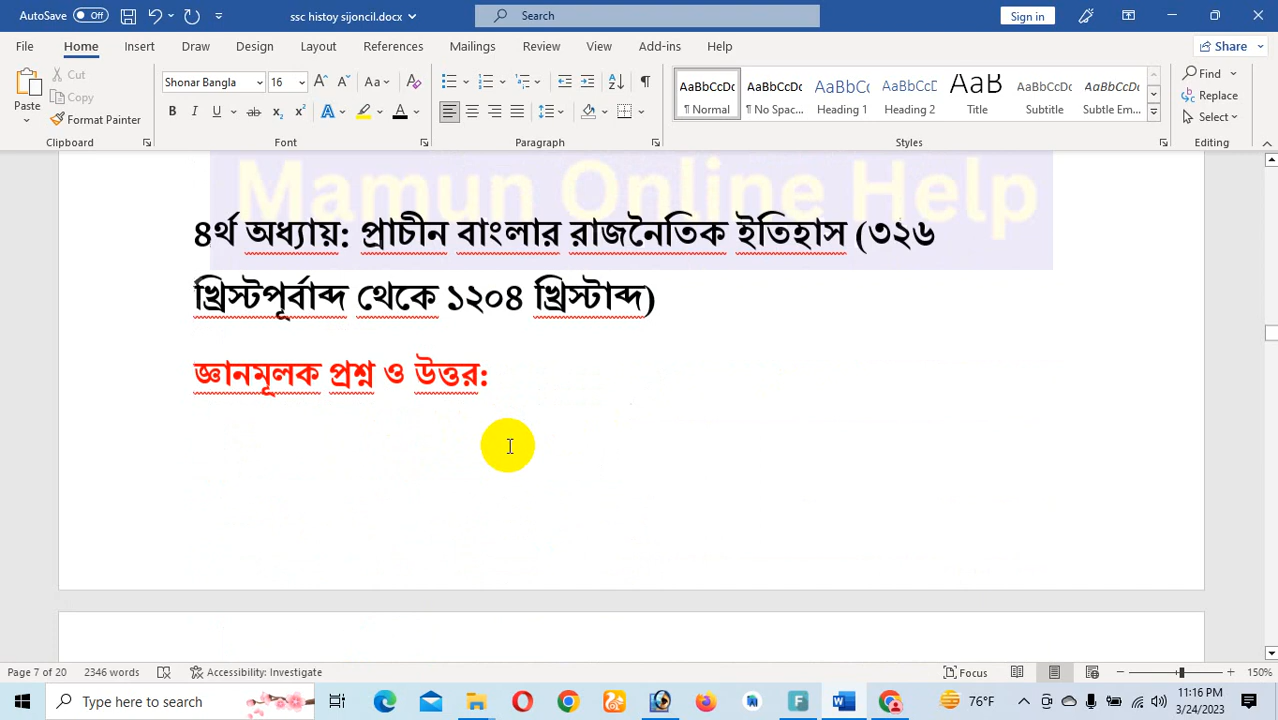 AutoSave Off ssc histoy sijoncil.docx Search Sign in
File Home Insert Draw Design Layout References Mailings Review View Add-ins Help Share
Paste Cut Copy Format Painter Shonar Bangla 16 Find Replace Select
AaBbCcDc AaBbCcDc AaBbCc AaBbCcC AaB AaBbCcC AaBbCcDc
¶ Normal ¶ No Spac... Heading 1 Heading 2 Title Subtitle Subtle Em...
Clipboard Font Paragraph Styles Editing
Mamun Online Help
8র্থ অধ্যায়: প্রাচীন বাংলার রাজনৈতিক ইতিহাস (৩২৬
খ্রিস্টপূর্বাব্দ থেকে ১২০৪ খ্রিস্টাব্দ)
জ্ঞানমূলক প্রশ্ন ও উত্তর:
Page 7 of 20 2346 words Accessibility: Investigate Focus 150%
Type here to search 76°F 11:16 PM
3/24/2023